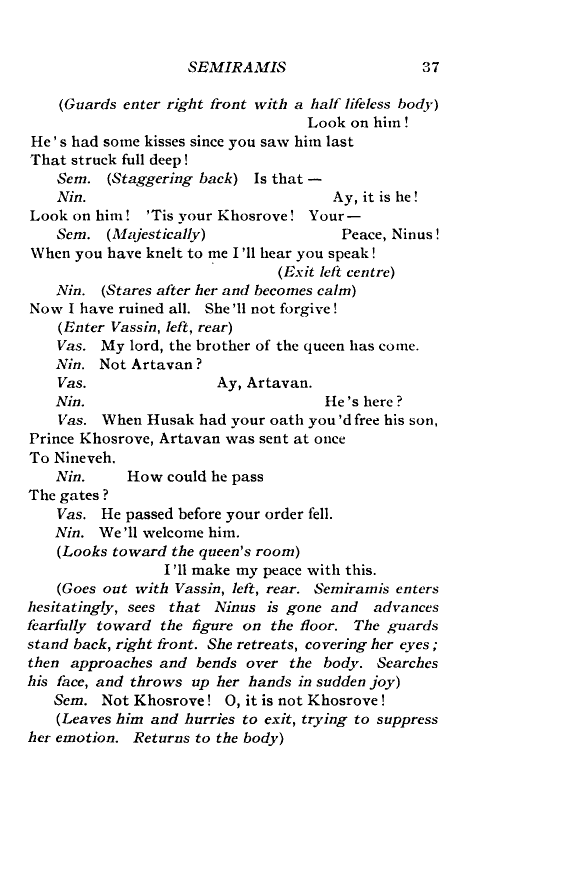 SEMIRAMIS 37
(Guards enter right front with a half lifeless body)
Look on him!
He's had some kisses since you saw him last
That struck full deep!
Sem. (Staggering back) Is that —
Nin. Ay, it is he!
Look on him! 'Tis your Khosrove! Your—
Sem. (Majestically) Peace, Ninus!
When you have knelt to me I'll hear you speak!
(Exit left centre)
Nin. (Stares after her and becomes calm)
Now I have ruined all. She'll not forgive!
(Enter Vassin, left, rear)
Vas. My lord, the brother of the queen has come.
Nin. Not Artavan?
Vas. Ay, Artavan.
Nin. He's here?
Vas. When Husak had your oath you'd free his son,
Prince Khosrove, Artavan was sent at once
To Nineveh.
Nin. How could he pass
The gates?
Vas. He passed before your order fell.
Nin. We'll welcome him.
(Looks toward the queen's room)
I'll make my peace with this.
(Goes out with Vassin, left, rear. Semiramis enters
hesitatingly, sees that Ninus is gone and advances
fearfully toward the figure on the floor. The guards
stand back, right front. She retreats, covering her eyes;
then approaches and bends over the body. Searches
his face, and throws up her hands in sudden joy)
Sem. Not Khosrove! O, it is not Khosrove!
(Leaves him and hurries to exit, trying to suppress
her emotion. Returns to the body)